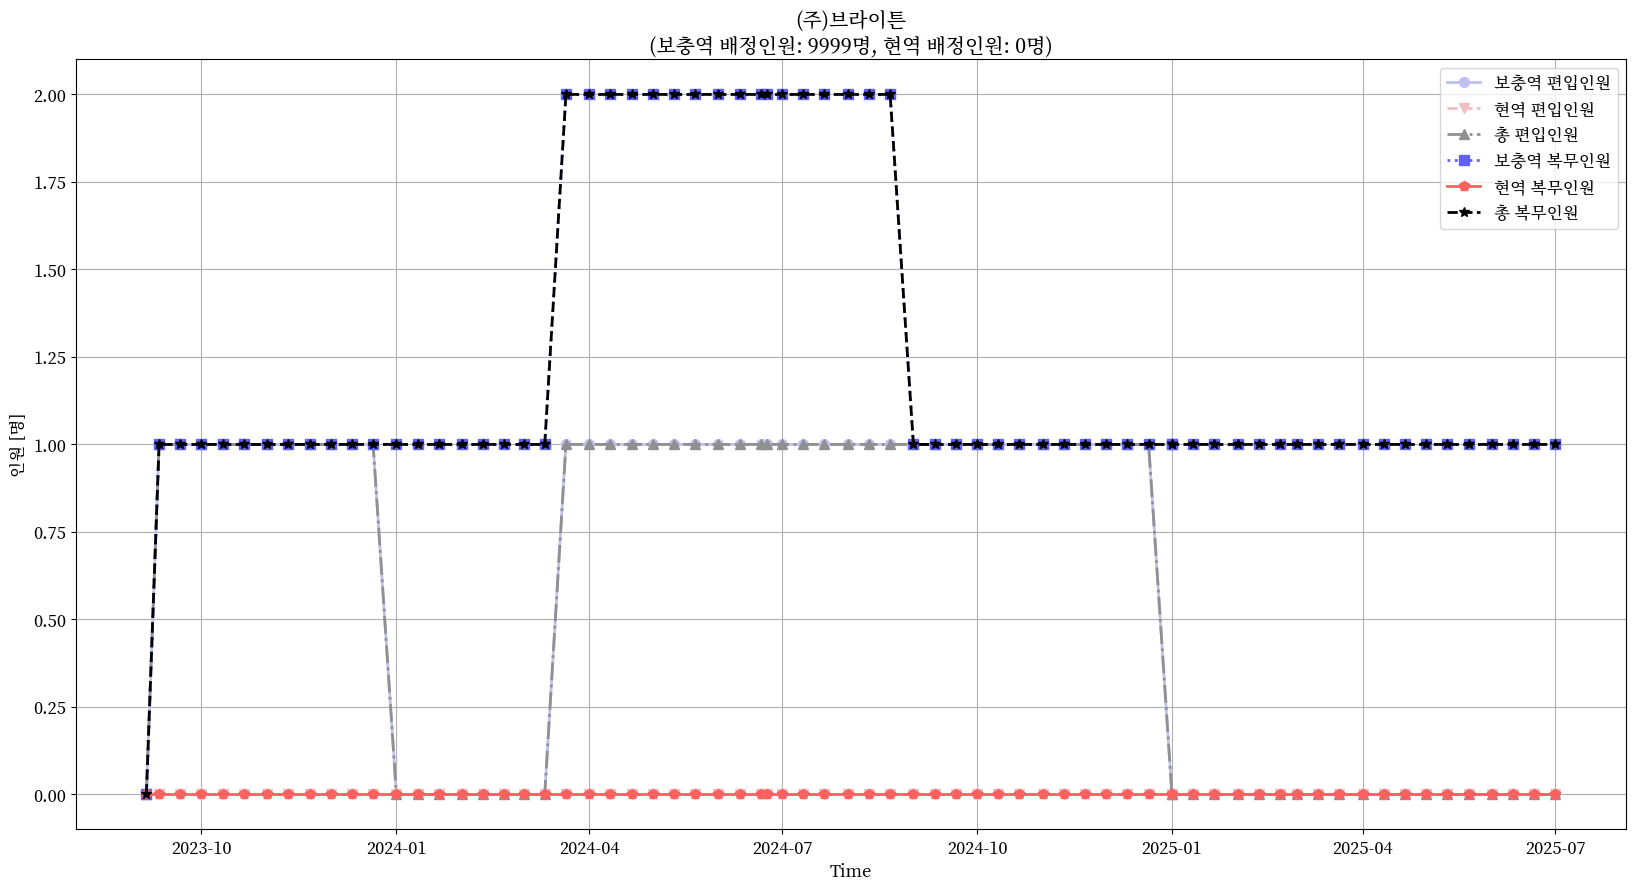 (주)브라이튼
(보충역 배정인원: 9999명, 현역 배정인원: 0명)
보충역 편입인원
현역 편입인원
총 편입인원
보충역 복무인원
현역 복무인원
총 복무인원
인원 [명]
2.00
1.75
1.50
1.25
1.00
0.75
0.50
0.25
0.00
2023-10 2024-01 2024-04 2024-07 2024-10 2025-01 2025-04 2025-07
Time